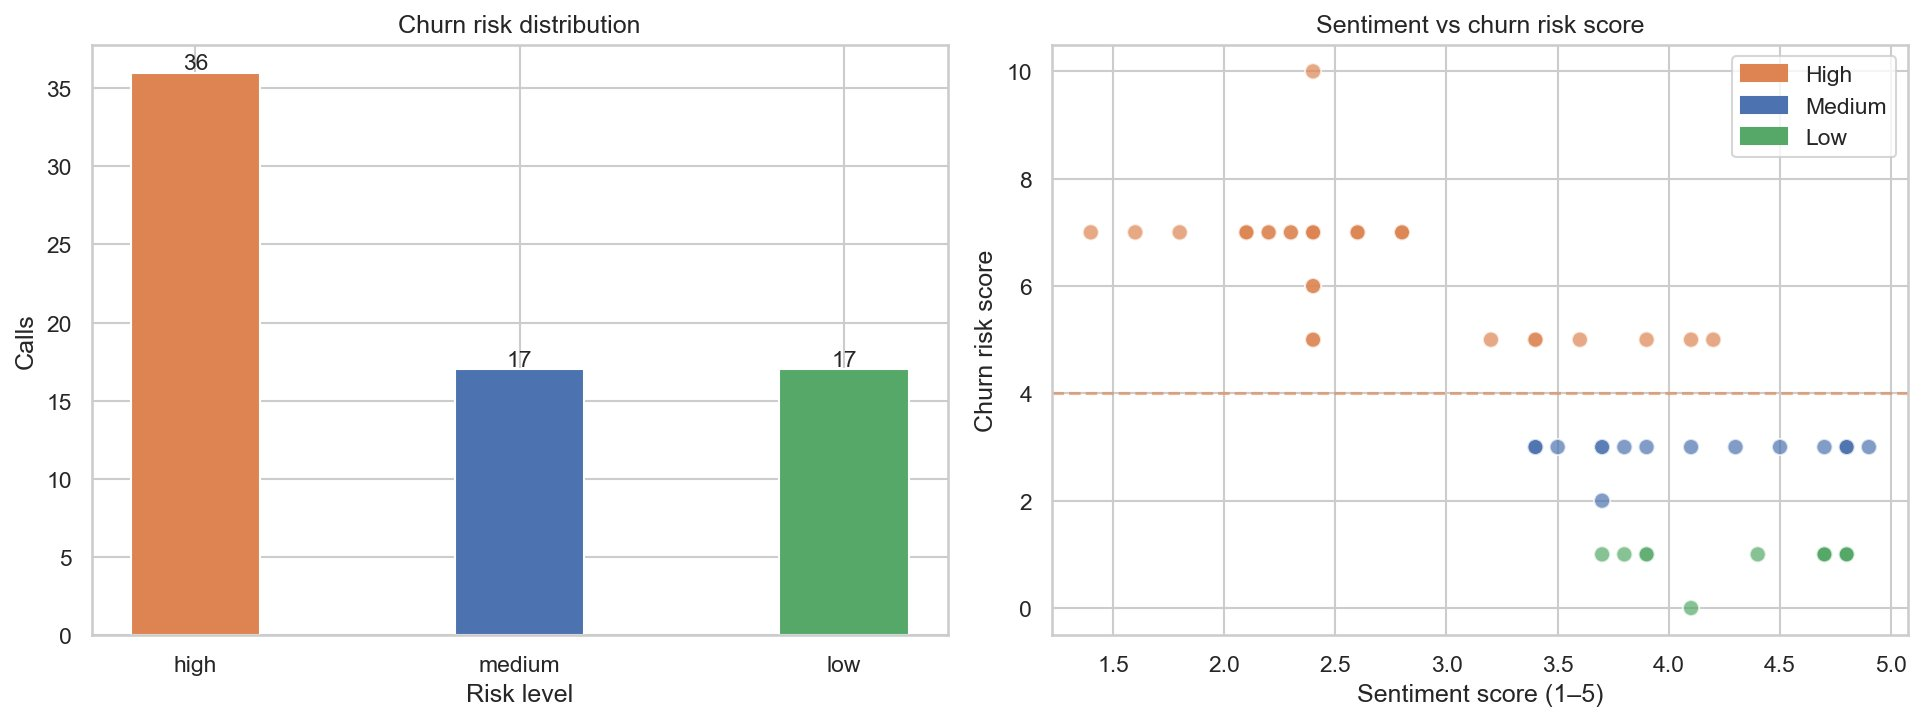 Churn risk distribution
36
17
17
35
30
25
20
15
10
5
0
Calls
high
medium
low
Risk level
Sentiment vs churn risk score
High
Medium
Low
10
8
6
4
2
0
Churn risk score
1.5
2.0
2.5
3.0
3.5
4.0
4.5
5.0
Sentiment score (1–5)